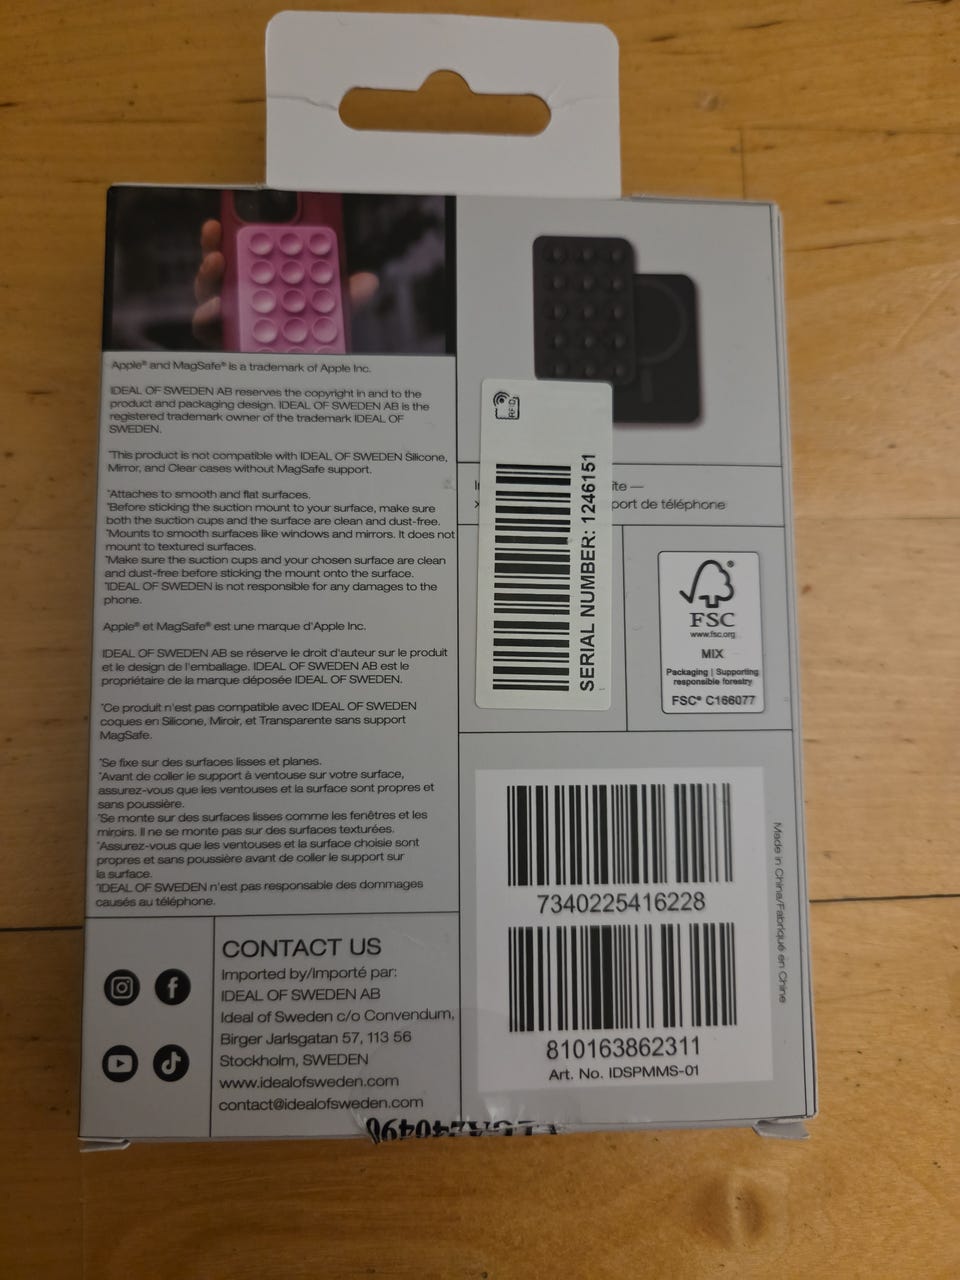 Apple® and MagSafe® is a trademark of Apple Inc.
IDEAL OF SWEDEN AB reserves the copyright in and to the
product and packaging design. IDEAL OF SWEDEN AB is the
registered trademark owner of the trademark IDEAL OF
SWEDEN.
*This product is not compatible with IDEAL OF SWEDEN Silicone,
Mirror, and Clear cases without MagSafe support.
*Attaches to smooth and flat surfaces.
*Before sticking the suction mount to your surface, make sure
both the suction cups and the surface are clean and dust-free.
*Mounts to smooth surfaces like windows and mirrors. It does not
mount to textured surfaces.
*Make sure the suction cups and your chosen surface are clean
and dust-free before sticking the mount onto the surface.
*IDEAL OF SWEDEN is not responsible for any damages to the
phone.
Apple® et MagSafe® est une marque d'Apple Inc.
IDEAL OF SWEDEN AB se réserve le droit d'auteur sur le produit
et le design de l'emballage. IDEAL OF SWEDEN AB est le
propriétaire de la marque déposée IDEAL OF SWEDEN.
*Ce produit n'est pas compatible avec IDEAL OF SWEDEN
coques en Silicone, Miroir, et Transparente sans support
MagSafe.
*Se fixe sur des surfaces lisses et planes.
*Avant de coller le support à ventouse sur votre surface,
assurez-vous que les ventouses et la surface sont propres et
sans poussière.
*Se monte sur des surfaces lisses comme les fenêtres et les
miroirs. Il ne se monte pas sur des surfaces texturées.
*Assurez-vous que les ventouses et la surface choisie sont
propres et sans poussière avant de coller le support sur
la surface.
*IDEAL OF SWEDEN n'est pas responsable des dommages
causés au téléphone.
CONTACT US
Imported by/Importé par:
IDEAL OF SWEDEN AB
Ideal of Sweden c/o Convendum,
Birger Jarlsgatan 57, 113 56
Stockholm, SWEDEN
www.idealofsweden.com
contact@idealofsweden.com
de téléphone
RFID
SERIAL NUMBER: 1246151
FSC®
www.fsc.org
MIX
Packaging | Supporting
responsible forestry
FSC® C166077
7340225416228
810163862311
Art. No. IDSPMMS-01
Made in China/Fabriqué en Chine